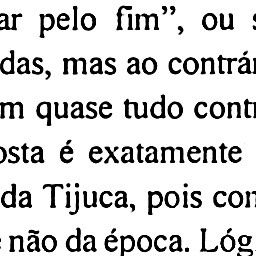 ar pelo fim”, ou s
das, mas ao contrár
m quase tudo contr
osta é exatamente
da Tijuca, pois con
e não da época. Lóg